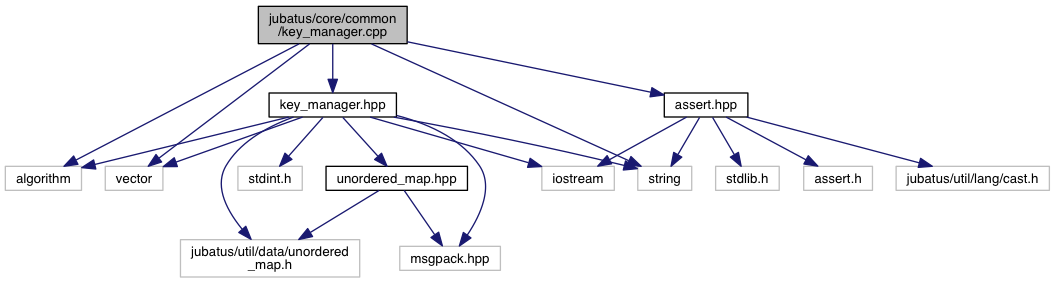 jubatus/core/common
/key_manager.cpp
key_manager.hpp
assert.hpp
algorithm
vector
stdint.h
unordered_map.hpp
iostream
string
stdlib.h
assert.h
jubatus/util/lang/cast.h
jubatus/util/data/unordered
_map.h
msgpack.hpp